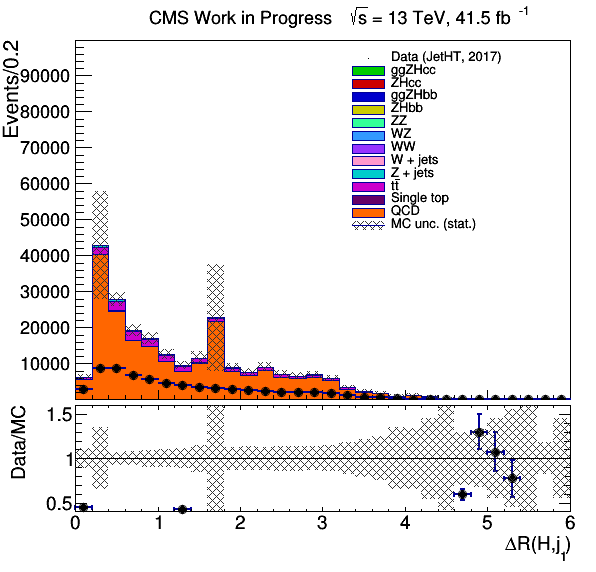 CMS Work in Progress √s = 13 TeV, 41.5 fb⁻¹
Events/0.2
90000
80000
70000
60000
50000
40000
30000
20000
10000
Data (JetHT, 2017)
ggZHcc
ZHcc
ggZHbb
ZHbb
ZZ
WZ
WW
W + jets
Z + jets
tt̄
Single top
QCD
MC unc. (stat.)
Data/MC
1.5
1
0.5
0 1 2 3 4 5 6
ΔR(H,j₁)